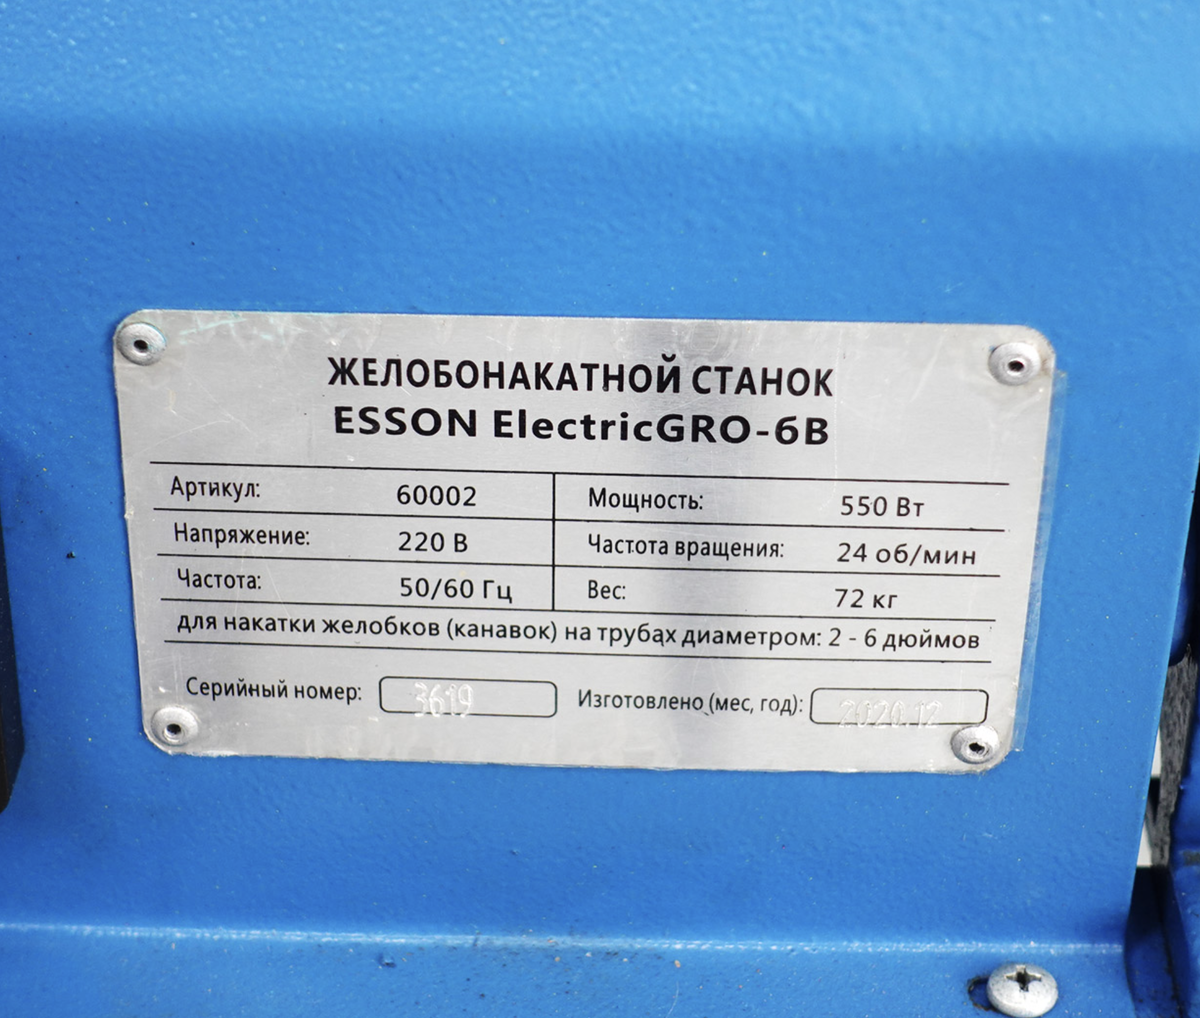 ЖЕЛОБОНАКАТНОЙ СТАНОК
ESSON ElectricGRO-6B
Артикул: 60002 Мощность: 550 Вт
Напряжение: 220 В Частота вращения: 24 об/мин
Частота: 50/60 Гц Вес: 72 кг
для накатки желобков (канавок) на трубах диаметром: 2 - 6 дюймов
Серийный номер: 3619 Изготовлено (мес, год): 2020.12